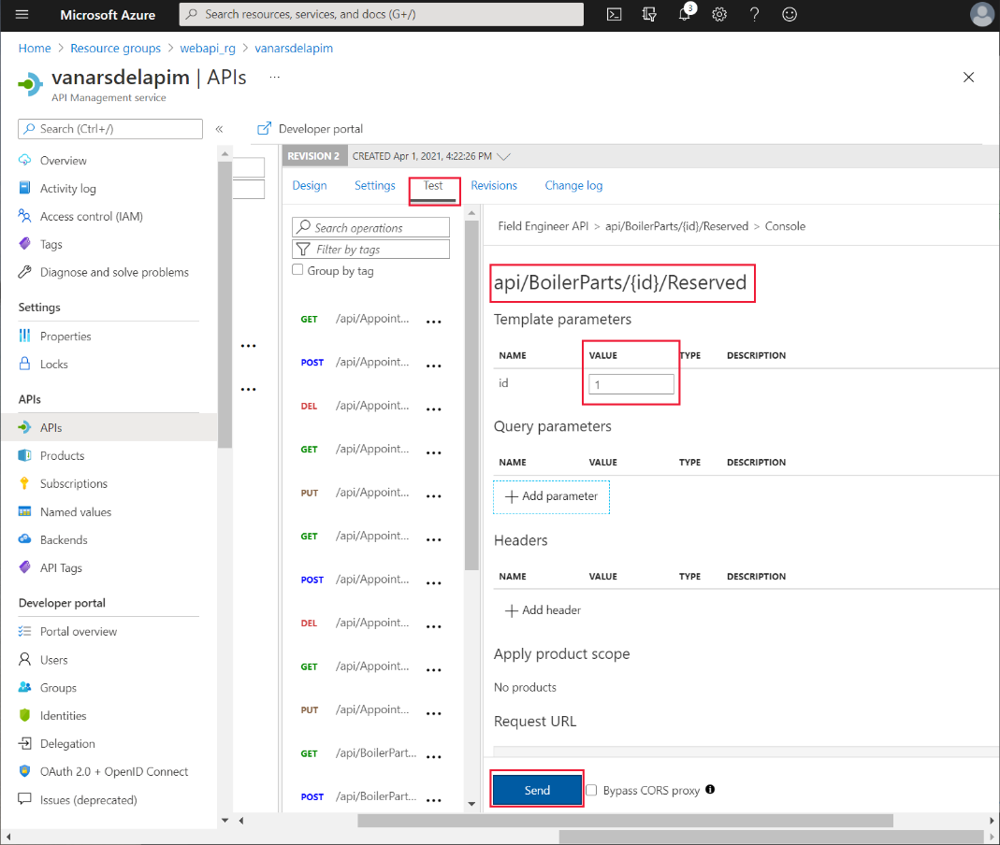 Microsoft Azure
Search resources, services, and docs (G+/)
3
Home > Resource groups > webapi_rg > vanarsdelapim
vanarsdelapim | APIs ...
API Management service
Search (Ctrl+/)
«
Overview
Activity log
Access control (IAM)
Tags
Diagnose and solve problems
Settings
Properties
Locks
APIs
APIs
Products
Subscriptions
Named values
Backends
API Tags
Developer portal
Portal overview
Users
Groups
Identities
Delegation
OAuth 2.0 + OpenID Connect
Issues (deprecated)
Developer portal
REVISION 2 CREATED Apr 1, 2021, 4:22:26 PM
Design Settings Test Revisions Change log
Search operations
Filter by tags
Group by tag
GET /api/Appoint... ...
POST /api/Appoint... ...
DEL /api/Appoint... ...
GET /api/Appoint... ...
PUT /api/Appoint... ...
GET /api/Appoint... ...
POST /api/Appoint... ...
DEL /api/Appoint... ...
GET /api/Appoint... ...
PUT /api/Appoint... ...
GET /api/BoilerPart... ...
POST /api/BoilerPart... ...
Field Engineer API > api/BoilerParts/{id}/Reserved > Console
api/BoilerParts/{id}/Reserved
Template parameters
NAME VALUE TYPE DESCRIPTION
id 1
Query parameters
NAME VALUE TYPE DESCRIPTION
+ Add parameter
Headers
NAME VALUE TYPE DESCRIPTION
+ Add header
Apply product scope
No products
Request URL
Send Bypass CORS proxy